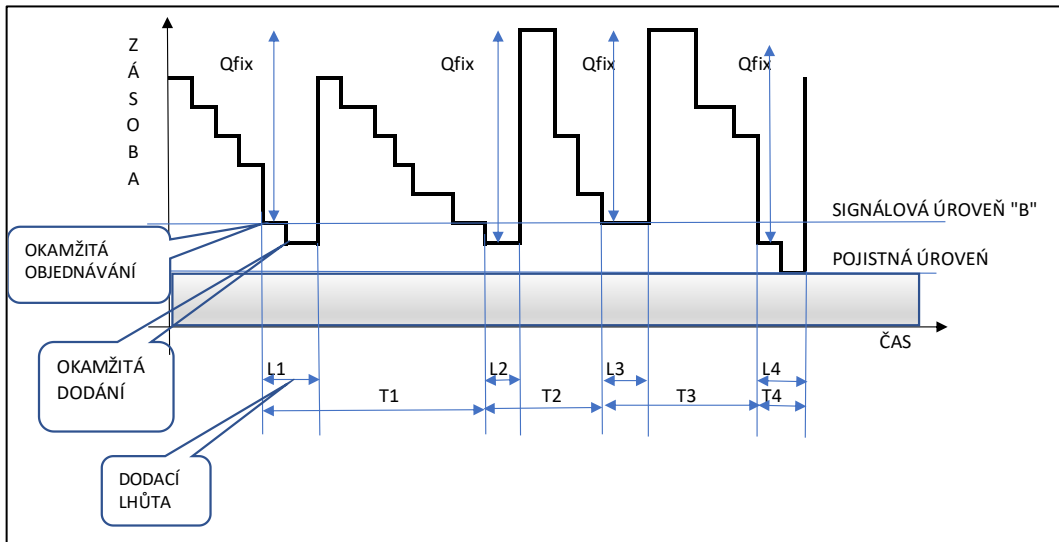 Z
Á
S
O
B
A
Qfix
Qfix
Qfix
Qfix
SIGNÁLOVÁ ÚROVEŇ "B"
OKAMŽITÁ
OBJEDNÁVÁNÍ
POJISTNÁ ÚROVEŇ
ČAS
OKAMŽITÁ
DODÁNÍ
L1
L2
L3
L4
T1
T2
T3
T4
DODACÍ
LHŮTA